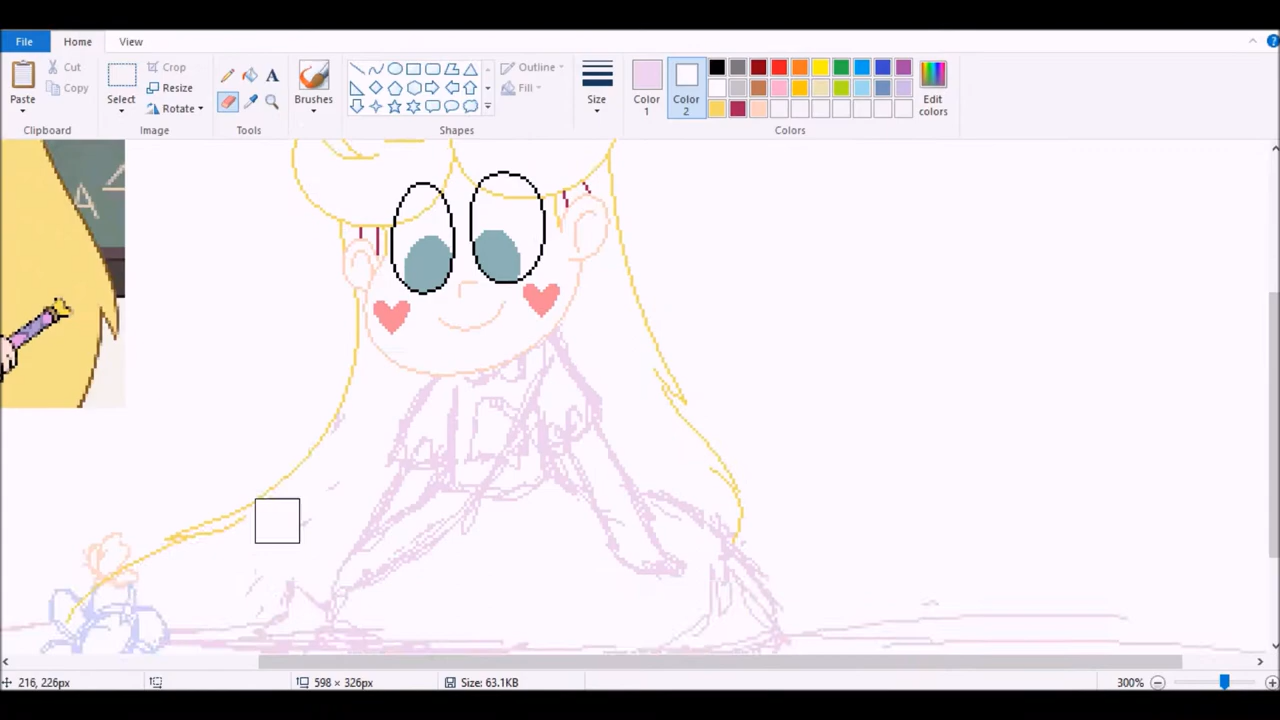 File Home View
Paste
Cut
Copy
Clipboard
Select
Crop
Resize
Rotate
Image
A
Tools
Brushes
Outline
Fill
Shapes
Size
Color 1
Color 2
Edit colors
Colors
?
A
216, 226px
598 × 326px
Size: 63.1KB
300%